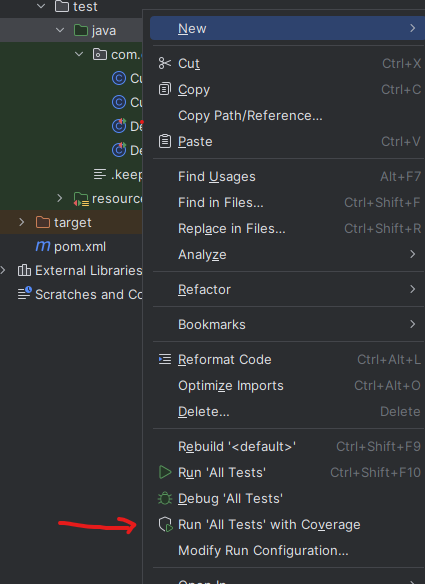 test
java
com.
Cu
Cu
De
De
.keep
resourc
target
pom.xml
External Libraries
Scratches and Co
New
Cut Ctrl+X
Copy Ctrl+C
Copy Path/Reference...
Paste Ctrl+V
Find Usages Alt+F7
Find in Files... Ctrl+Shift+F
Replace in Files... Ctrl+Shift+R
Analyze
Refactor
Bookmarks
Reformat Code Ctrl+Alt+L
Optimize Imports Ctrl+Alt+O
Delete... Delete
Rebuild '<default>' Ctrl+Shift+F9
Run 'All Tests' Ctrl+Shift+F10
Debug 'All Tests'
Run 'All Tests' with Coverage
Modify Run Configuration...